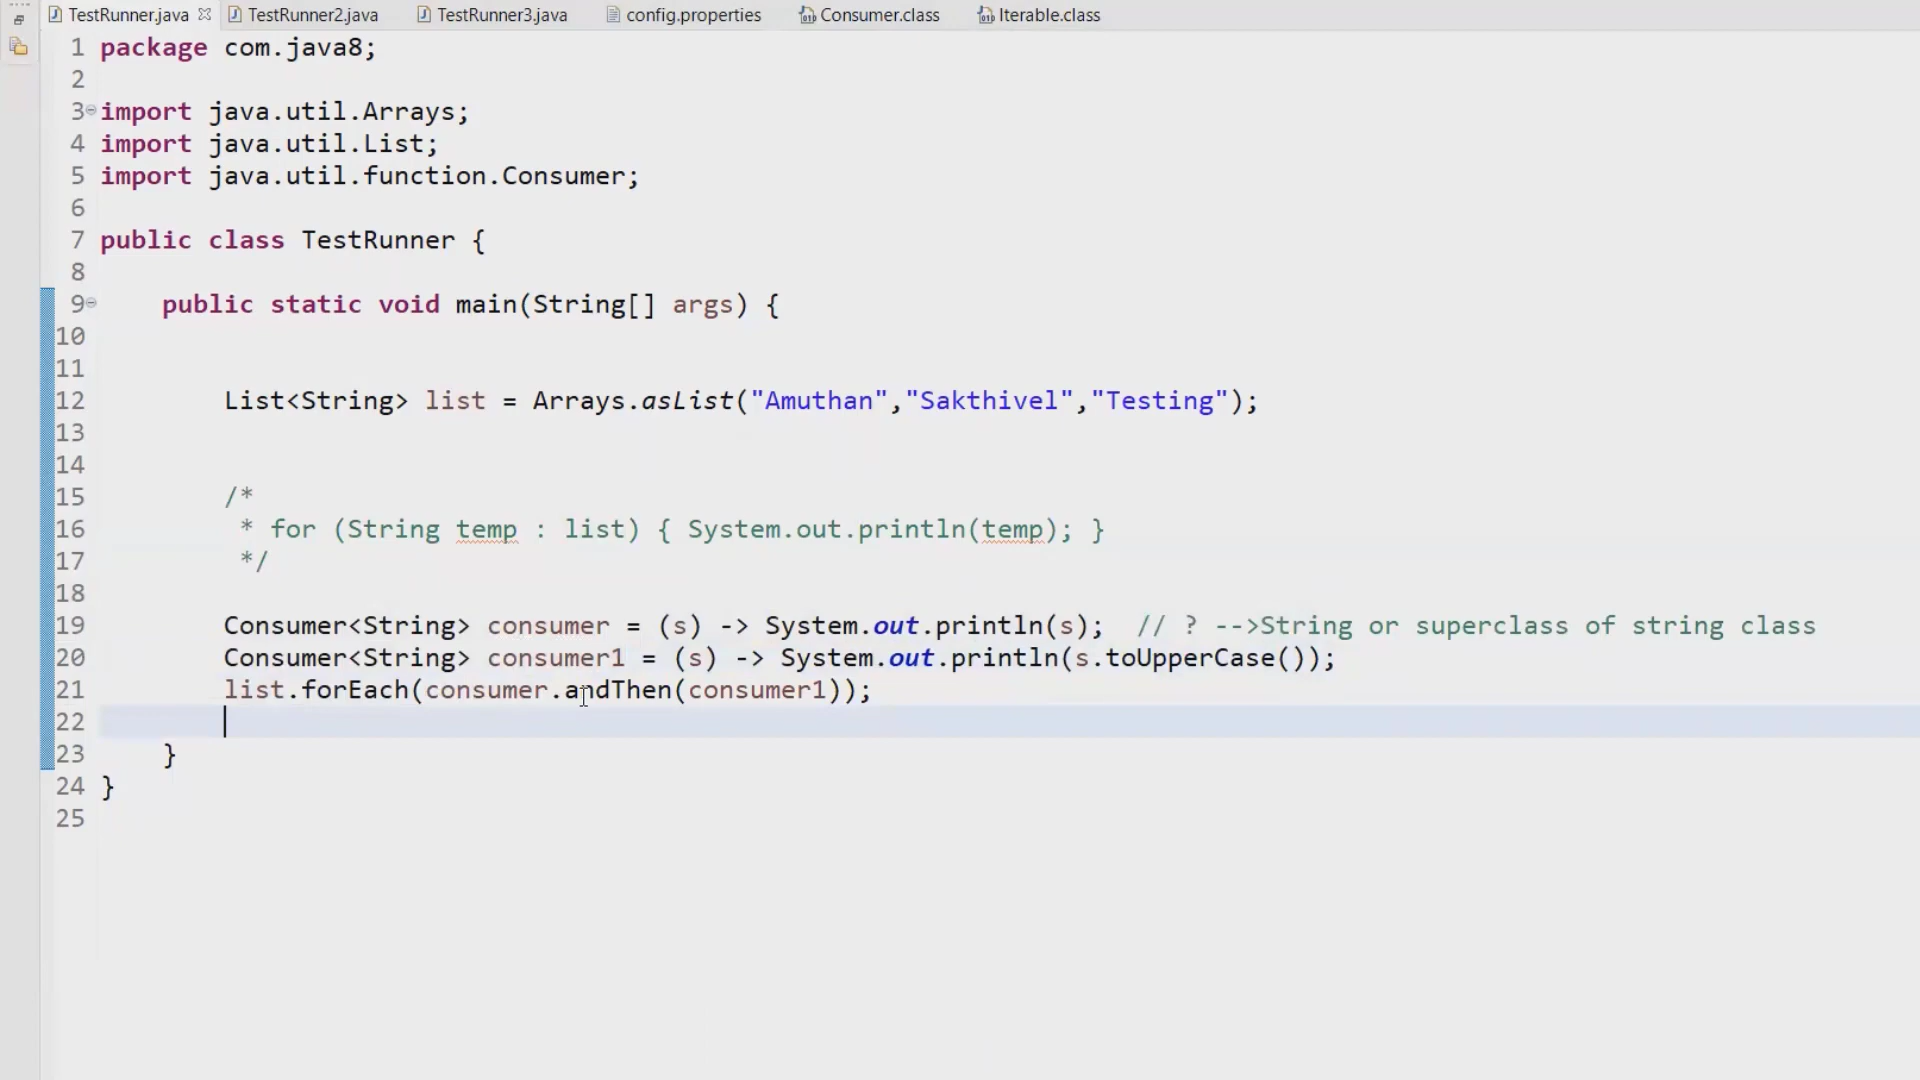 TestRunner.java TestRunner2.java TestRunner3.java config.properties Consumer.class Iterable.class
1 package com.java8;
2
3 import java.util.Arrays;
4 import java.util.List;
5 import java.util.function.Consumer;
6
7 public class TestRunner {
8
9 public static void main(String[] args) {
10
11
12 List<String> list = Arrays.asList("Amuthan","Sakthivel","Testing");
13
14
15 /*
16 * for (String temp : list) { System.out.println(temp); }
17 */
18
19 Consumer<String> consumer = (s) -> System.out.println(s); // ? -->String or superclass of string class
20 Consumer<String> consumer1 = (s) -> System.out.println(s.toUpperCase());
21 list.forEach(consumer.andThen(consumer1));
22
23 }
24 }
25